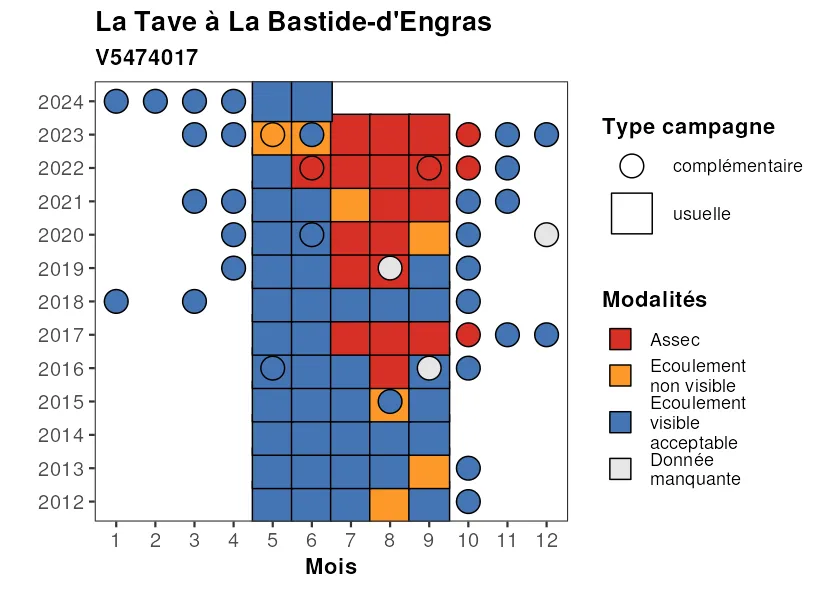 La Tave à La Bastide-d'Engras
V5474017
2024
2023
2022
2021
2020
2019
2018
2017
2016
2015
2014
2013
2012
1 2 3 4 5 6 7 8 9 10 11 12
Mois
Type campagne
complémentaire
usuelle
Modalités
Assec
Ecoulement
non visible
Ecoulement
visible
acceptable
Donnée
manquante